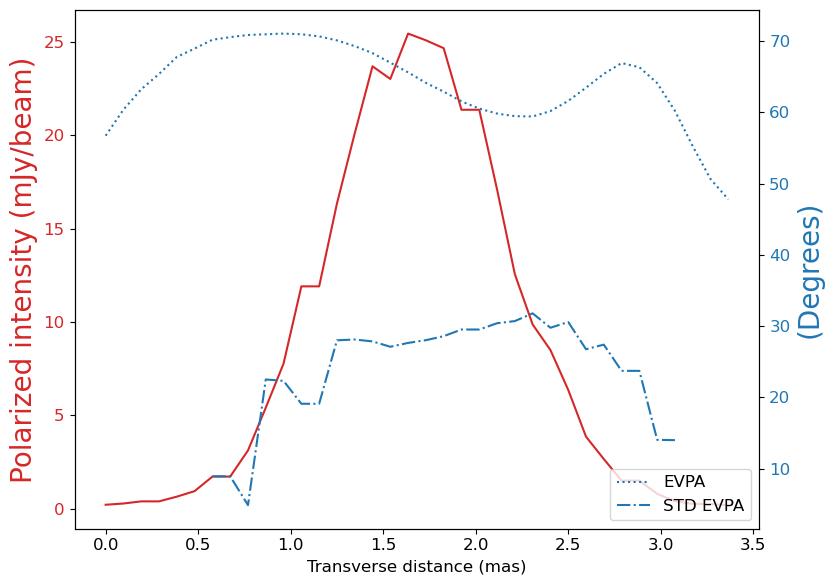 Polarized intensity (mJy/beam)
25
20
15
10
5
0
70
60
50
40
30
20
10
(Degrees)
EVPA
STD EVPA
0.0 0.5 1.0 1.5 2.0 2.5 3.0 3.5
Transverse distance (mas)